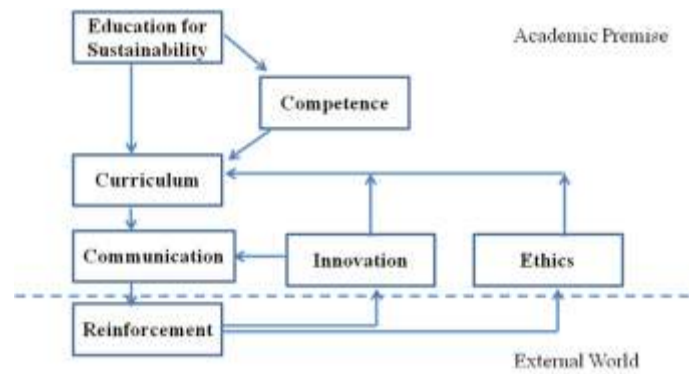 Education for
Sustainability
Academic Premise
Competence
Curriculum
Communication
Innovation
Ethics
Reinforcement
External World